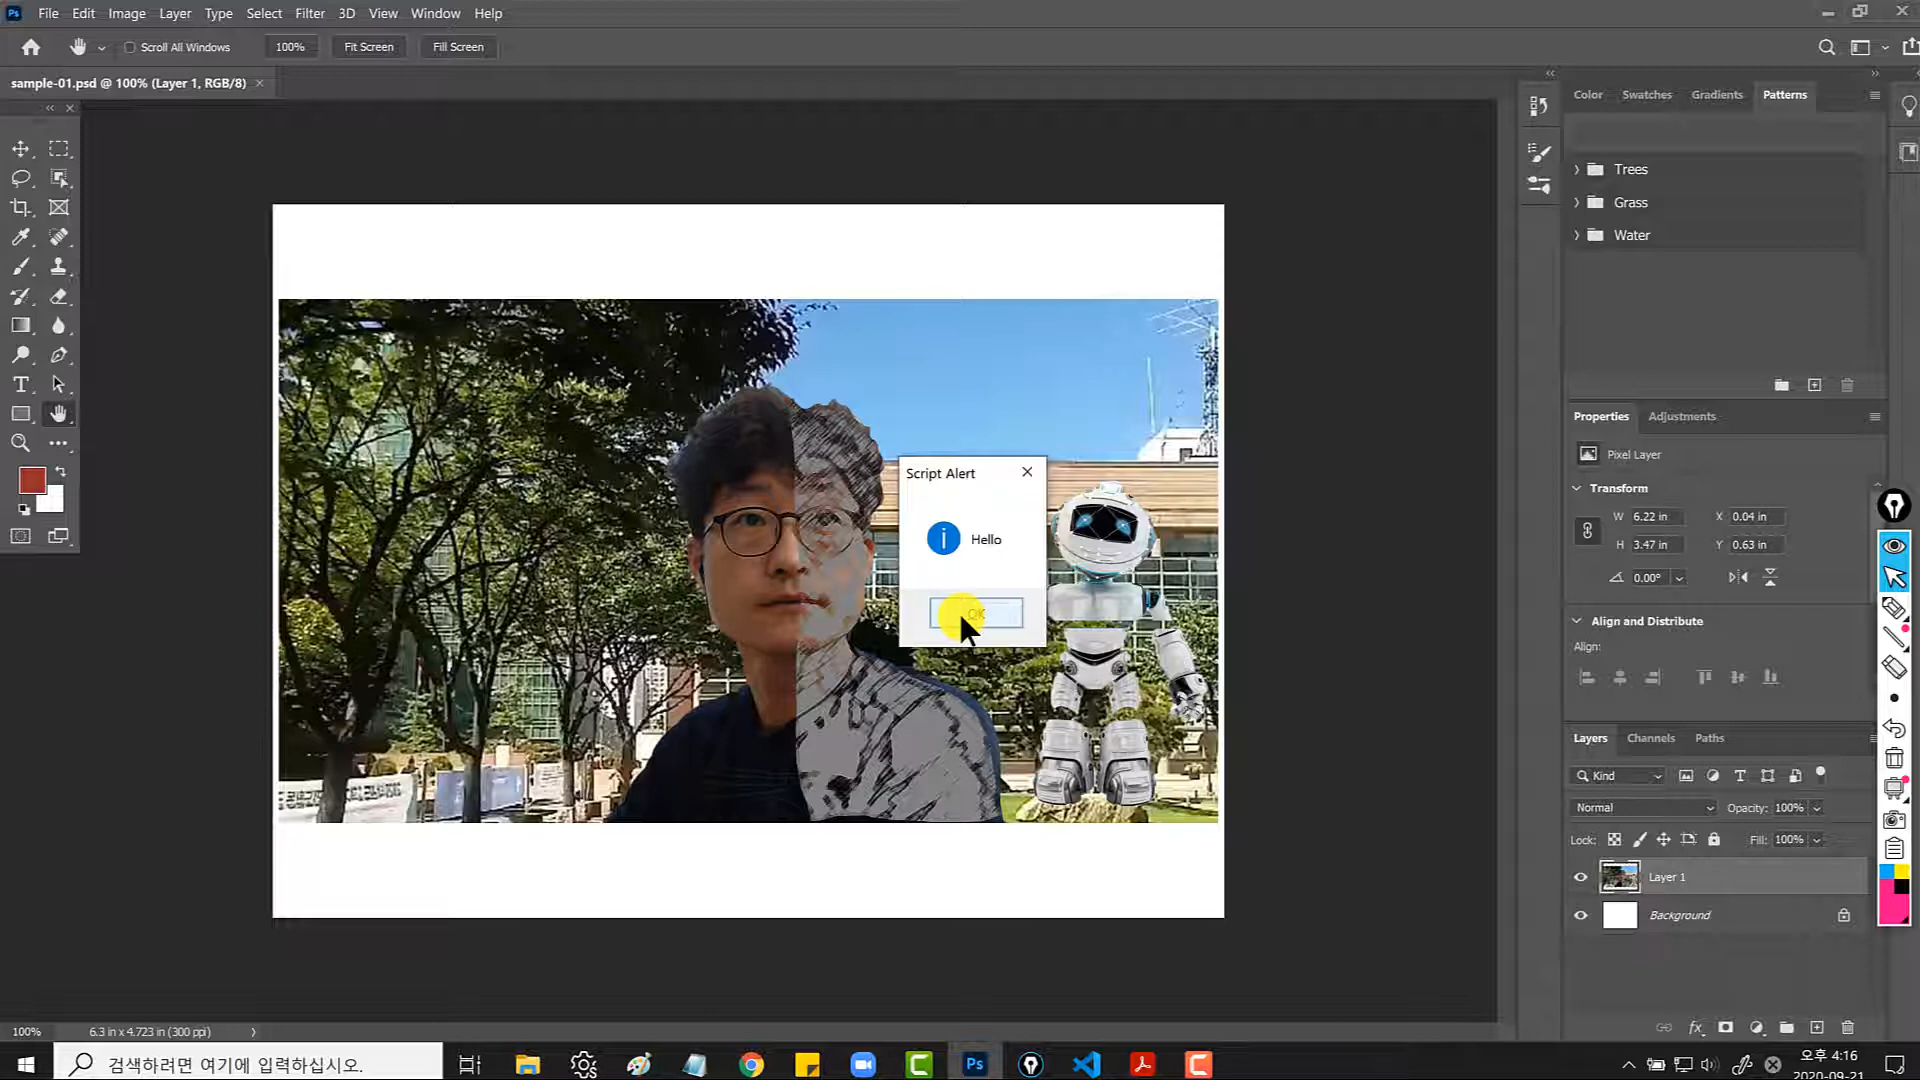 Ps File Edit Image Layer Type Select Filter 3D View Window Help
Scroll All Windows 100% Fit Screen Fill Screen
sample-01.psd @ 100% (Layer 1, RGB/8) ×
Color Swatches Gradients Patterns
Trees
Grass
Water
Properties Adjustments
Pixel Layer
Transform
W 6.22 in X 0.04 in
H 3.47 in Y 0.63 in
0.00°
Align and Distribute
Align:
Script Alert
Hello
OK
Layers Channels Paths
Kind
Normal Opacity: 100%
Lock: Fill: 100%
Layer 1
Background
100% 6.3 in x 4.723 in (300 ppi)
검색하려면 여기에 입력하십시오.
Ps
오후 4:16
2020-09-21